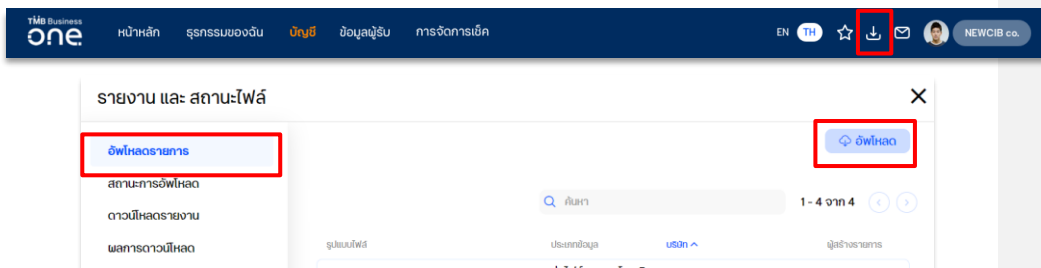 TMB Business
one
หน้าหลัก ธุรกรรมของฉัน บัญชี ข้อมูลผู้รับ การจัดการเช็ค EN TH NEWCIB co.
รายงาน และ สถานะไฟล์
อัพโหลดรายการ
อัพโหลด
สถานะการอัพโหลด
ค้นหา 1 - 4 จาก 4
ดาวน์โหลดรายงาน
ผลการดาวน์โหลด
รูปแบบไฟล์ ประเภทข้อมูล บริษัท ผู้สร้างรายการ